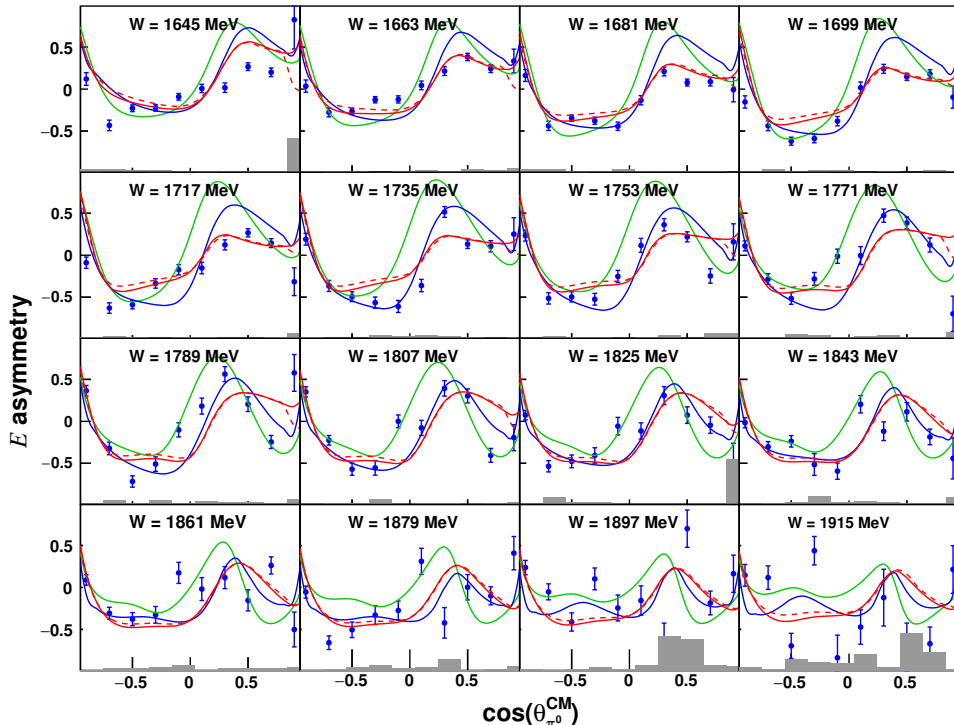 W = 1645 MeV
W = 1663 MeV
W = 1681 MeV
W = 1699 MeV
0.5
0
−0.5
W = 1717 MeV
W = 1735 MeV
W = 1753 MeV
W = 1771 MeV
0.5
0
−0.5
W = 1789 MeV
W = 1807 MeV
W = 1825 MeV
W = 1843 MeV
0.5
0
−0.5
W = 1861 MeV
W = 1879 MeV
W = 1897 MeV
W = 1915 MeV
0.5
0
−0.5
−0.5 0 0.5
−0.5 0 0.5
−0.5 0 0.5
−0.5 0 0.5
E asymmetry
cos(θ_{π^0}^{CM})